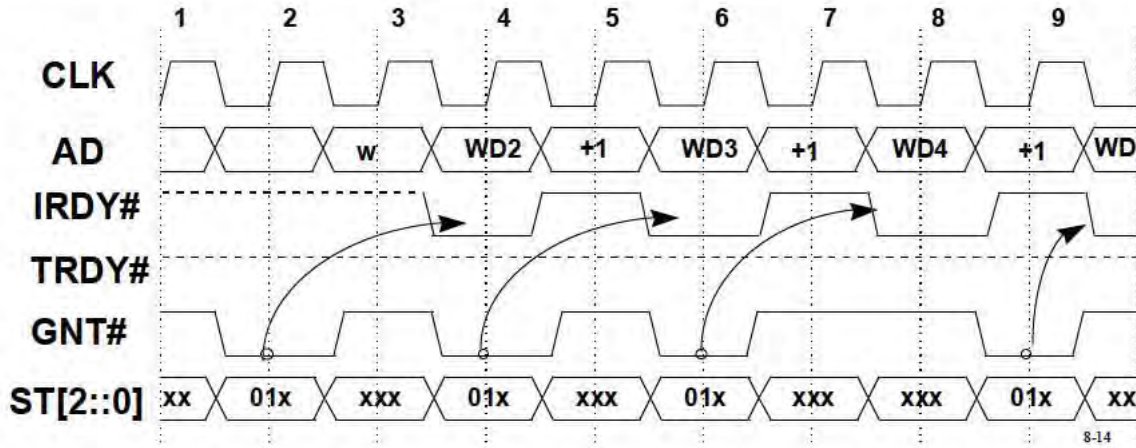 1 2 3 4 5 6 7 8 9
CLK
AD w WD2 +1 WD3 +1 WD4 +1 WD
IRDY#
TRDY#
GNT#
ST[2::0] xx 01x xxx 01x xxx 01x xxx xxx 01x xx
8-14